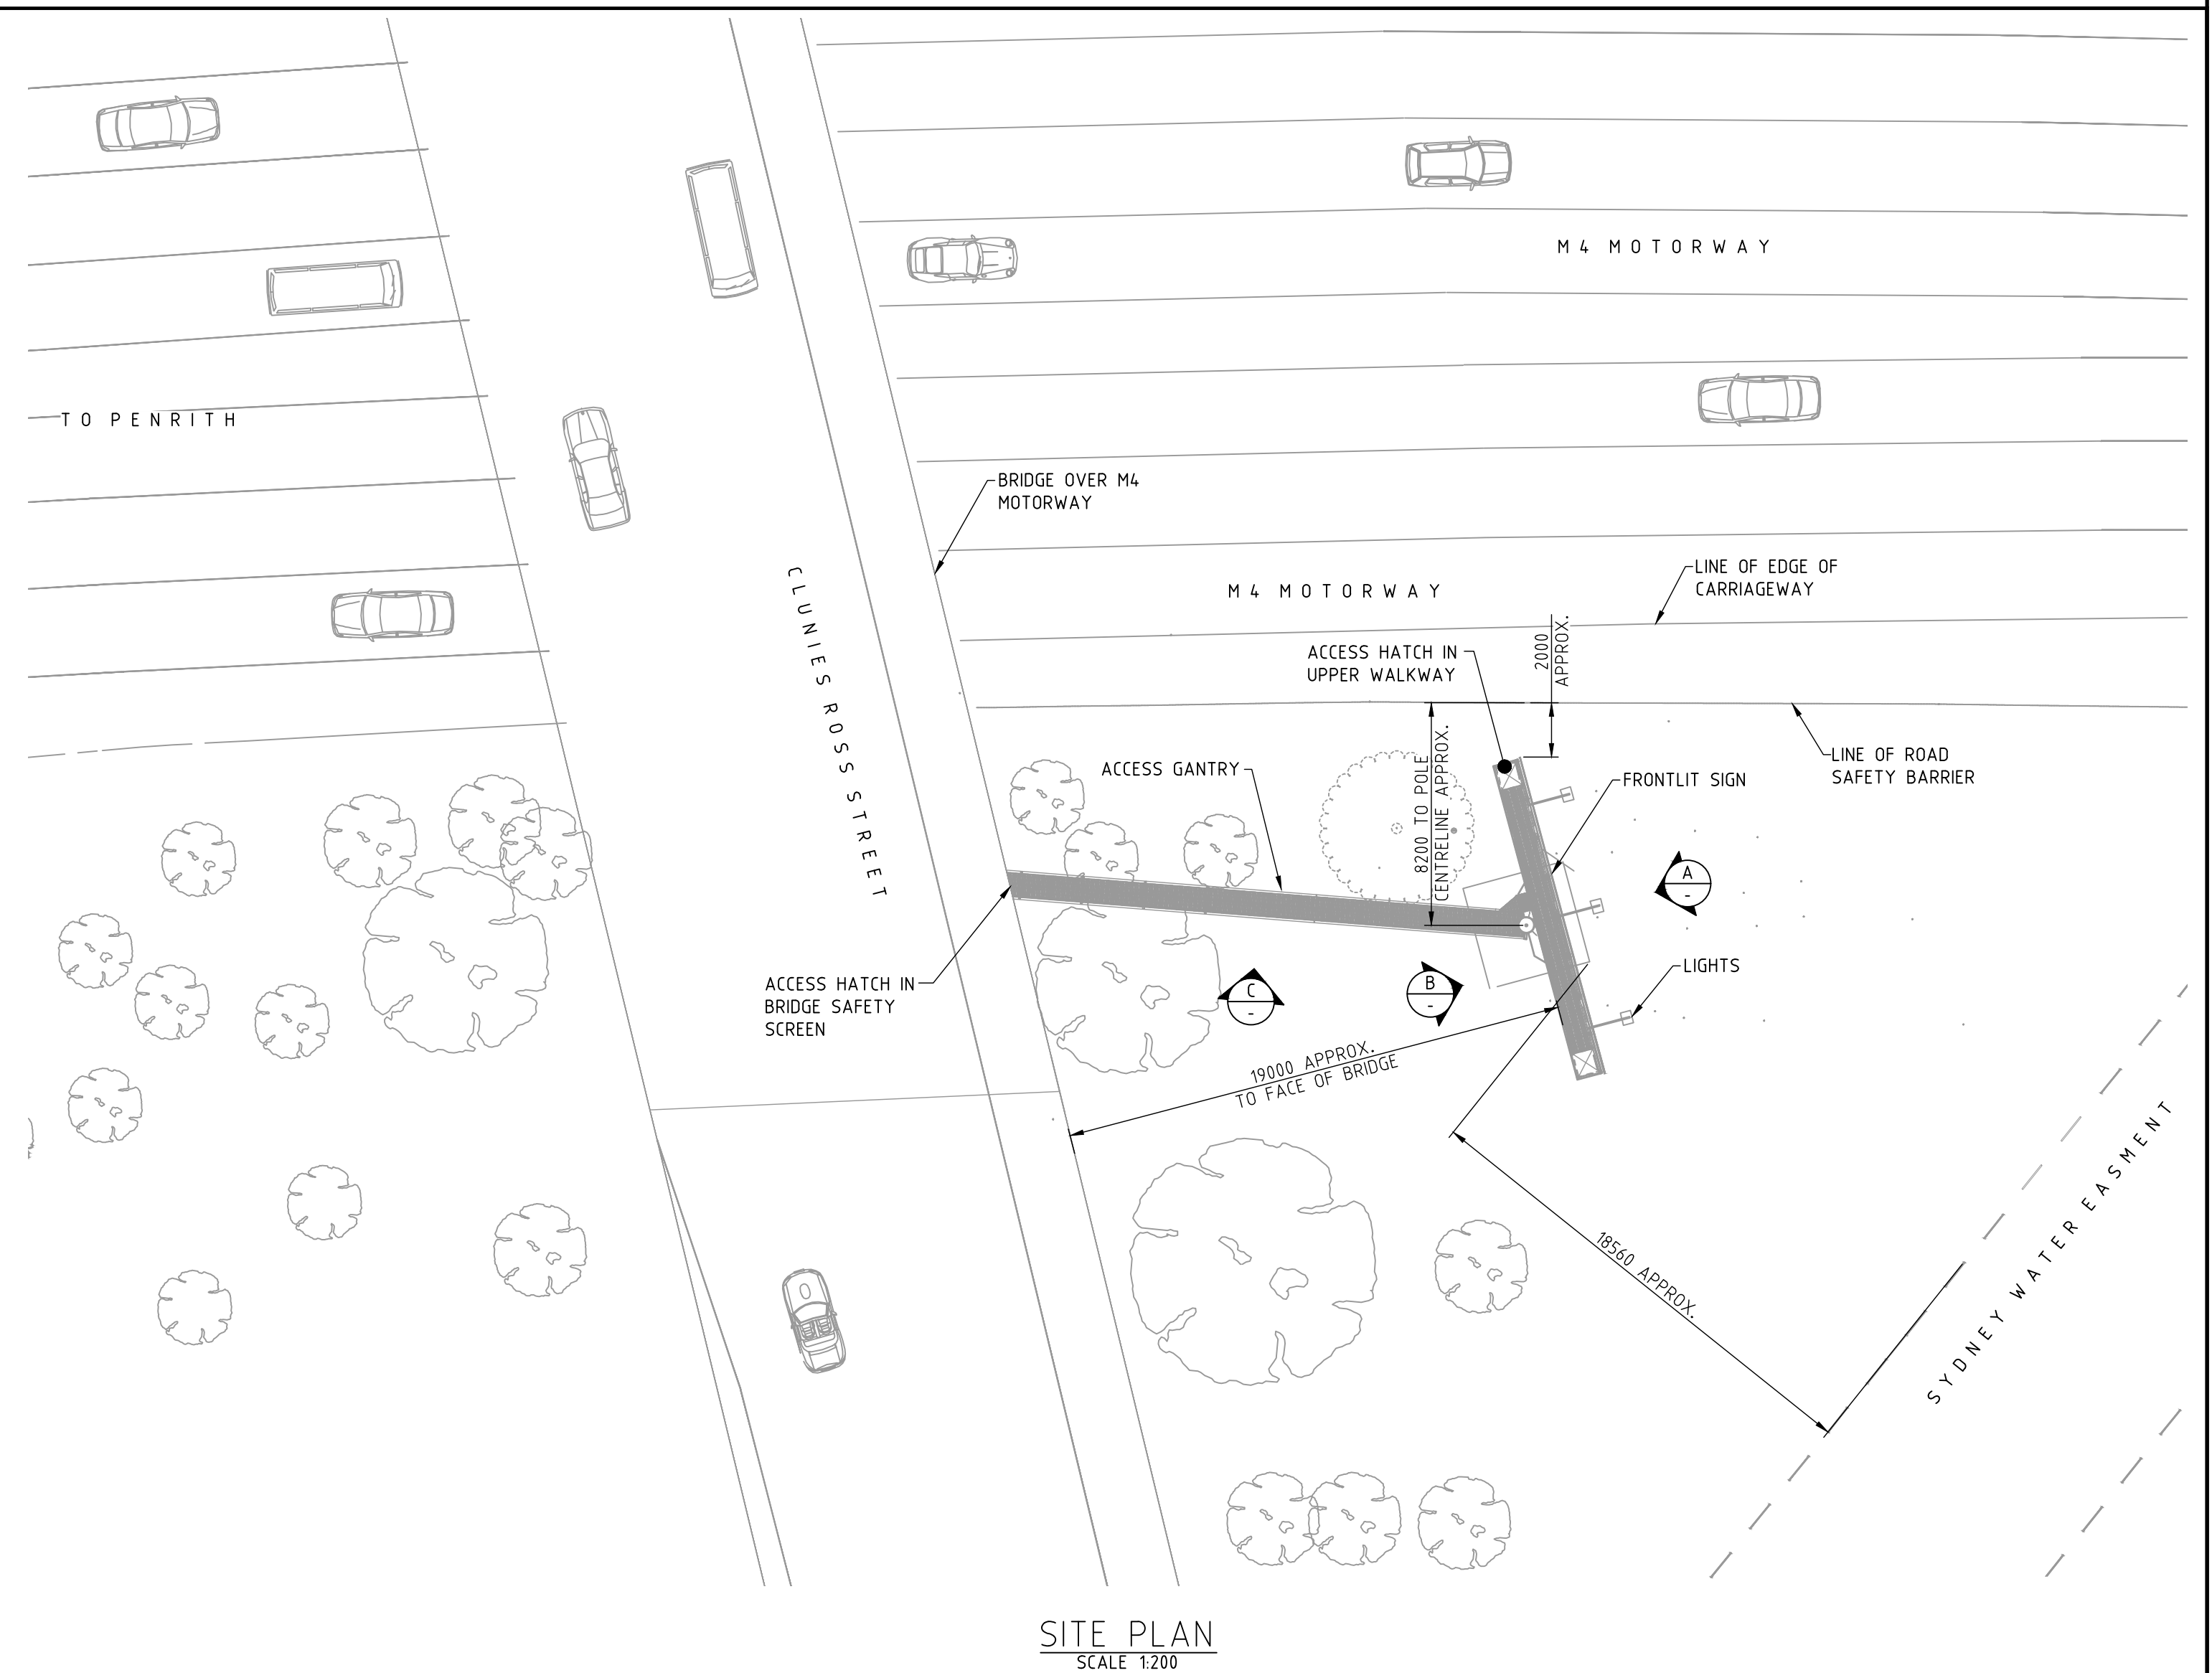 M4 MOTORWAY
TO PENRITH
BRIDGE OVER M4
MOTORWAY
CLUNIES ROSS STREET
LINE OF EDGE OF
CARRIAGEWAY
M4 MOTORWAY
2000
APPROX.
ACCESS HATCH IN
UPPER WALKWAY
LINE OF ROAD
SAFETY BARRIER
ACCESS GANTRY
8200 TO POLE
CENTRELINE APPROX.
FRONTLIT SIGN
A
-
LIGHTS
ACCESS HATCH IN
BRIDGE SAFETY
SCREEN
C
-
B
-
19000 APPROX.
TO FACE OF BRIDGE
18560 APPROX.
SYDNEY WATER EASMENT
SITE PLAN
SCALE 1:200